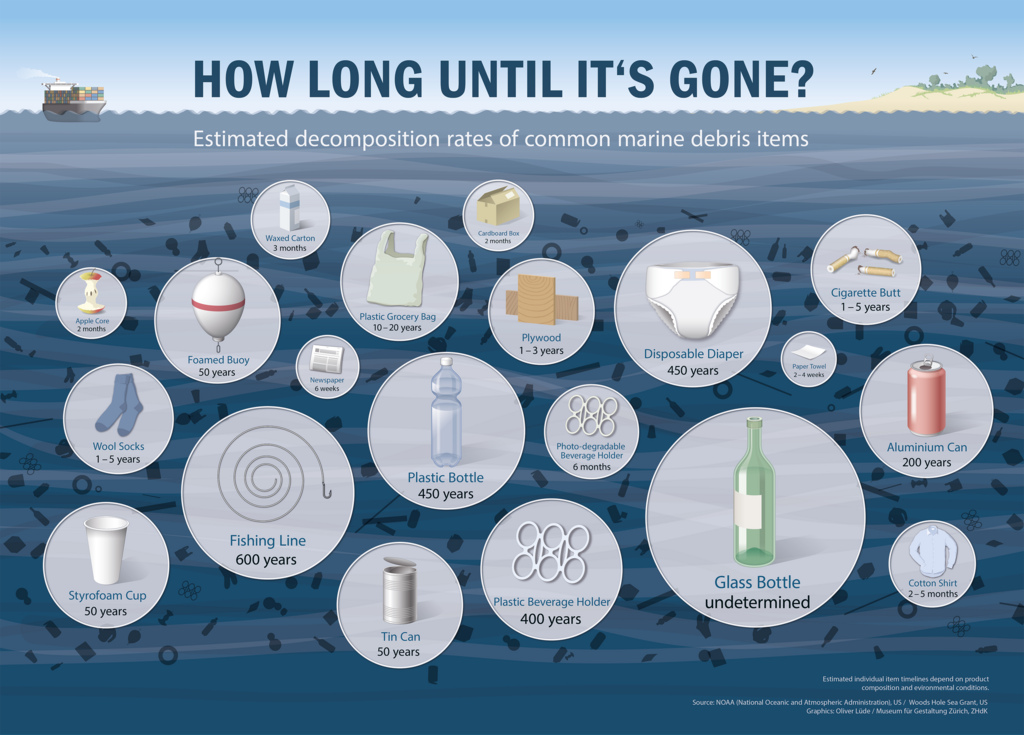 HOW LONG UNTIL IT‘S GONE?
Estimated decomposition rates of common marine debris items
Waxed Carton
3 months
Cardboard Box
2 months
Apple Core
2 months
Foamed Buoy
50 years
Plastic Grocery Bag
10 – 20 years
Plywood
1 – 3 years
Disposable Diaper
450 years
Cigarette Butt
1 – 5 years
Newspaper
6 weeks
Paper Towel
2 – 4 weeks
Wool Socks
1 – 5 years
Plastic Bottle
450 years
Photo-degradable
Beverage Holder
6 months
Aluminium Can
200 years
Fishing Line
600 years
Glass Bottle
undetermined
Styrofoam Cup
50 years
Tin Can
50 years
Plastic Beverage Holder
400 years
Cotton Shirt
2 – 5 months
Estimated individual item timelines depend on product
composition and evironmental conditions.
Source: NOAA (National Oceanic and Atmospheric Administration), US / Woods Hole Sea Grant, US
Graphics: Oliver Lüde / Museum für Gestaltung Zürich, ZHdK